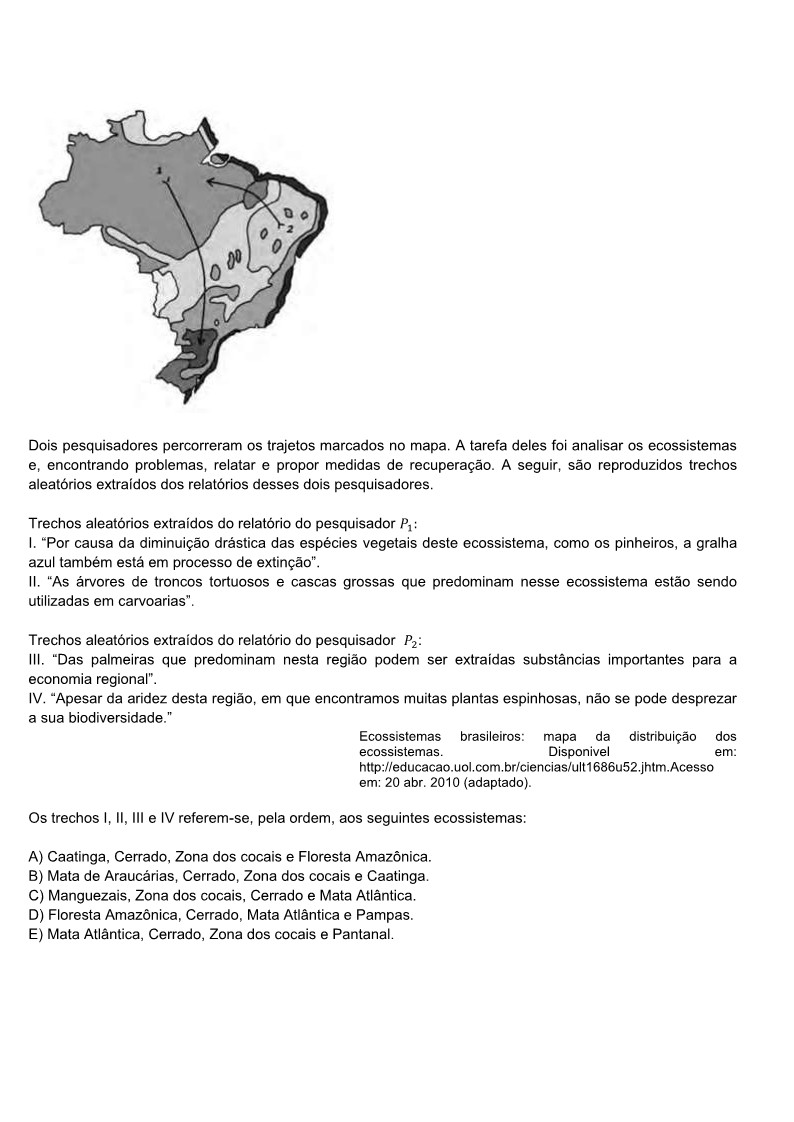 1
2
Dois pesquisadores percorreram os trajetos marcados no mapa. A tarefa deles foi analisar os ecossistemas
e, encontrando problemas, relatar e propor medidas de recuperação. A seguir, são reproduzidos trechos
aleatórios extraídos dos relatórios desses dois pesquisadores.
Trechos aleatórios extraídos do relatório do pesquisador P₁:
I. “Por causa da diminuição drástica das espécies vegetais deste ecossistema, como os pinheiros, a gralha
azul também está em processo de extinção”.
II. “As árvores de troncos tortuosos e cascas grossas que predominam nesse ecossistema estão sendo
utilizadas em carvoarias”.
Trechos aleatórios extraídos do relatório do pesquisador P₂:
III. “Das palmeiras que predominam nesta região podem ser extraídas substâncias importantes para a
economia regional”.
IV. “Apesar da aridez desta região, em que encontramos muitas plantas espinhosas, não se pode desprezar
a sua biodiversidade.”
Ecossistemas brasileiros: mapa da distribuição dos
ecossistemas. Disponivel em:
http://educacao.uol.com.br/ciencias/ult1686u52.jhtm.Acesso
em: 20 abr. 2010 (adaptado).
Os trechos I, II, III e IV referem-se, pela ordem, aos seguintes ecossistemas:
A) Caatinga, Cerrado, Zona dos cocais e Floresta Amazônica.
B) Mata de Araucárias, Cerrado, Zona dos cocais e Caatinga.
C) Manguezais, Zona dos cocais, Cerrado e Mata Atlântica.
D) Floresta Amazônica, Cerrado, Mata Atlântica e Pampas.
E) Mata Atlântica, Cerrado, Zona dos cocais e Pantanal.